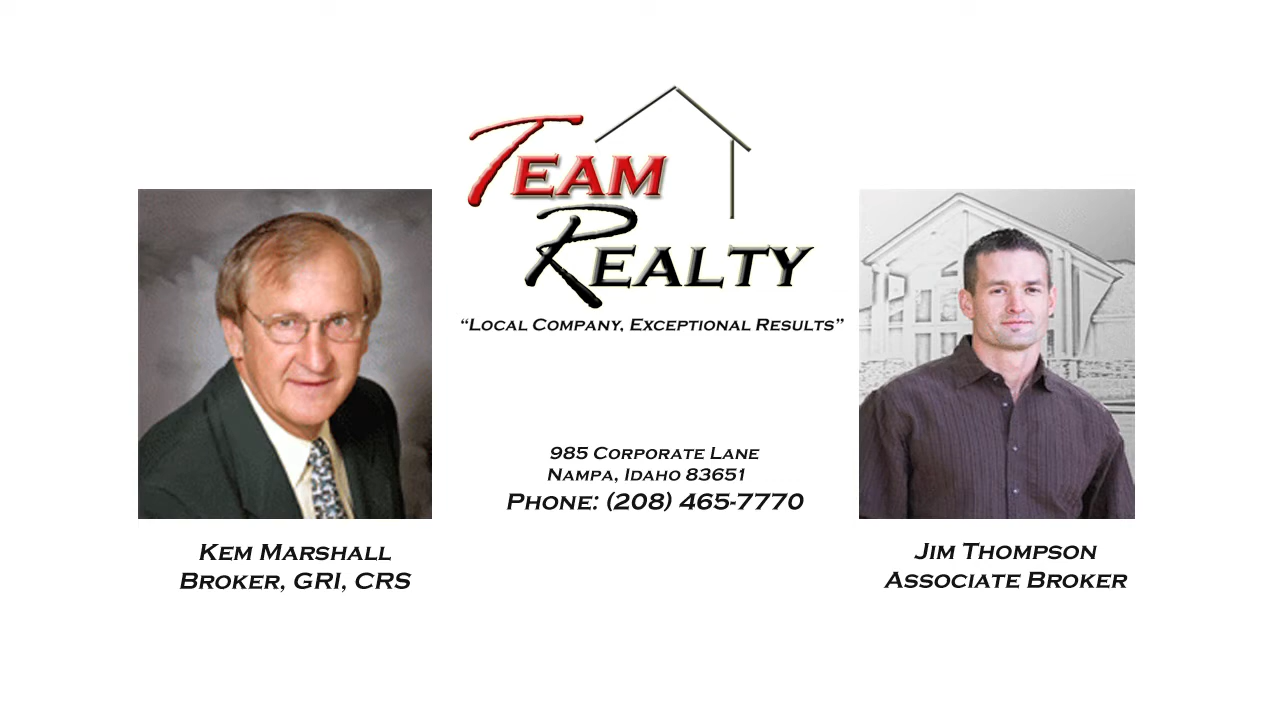 Team
Realty
“Local Company, Exceptional Results”
985 Corporate Lane
Nampa, Idaho 83651
Phone: (208) 465-7770
Kem Marshall
Broker, GRI, CRS
Jim Thompson
Associate Broker